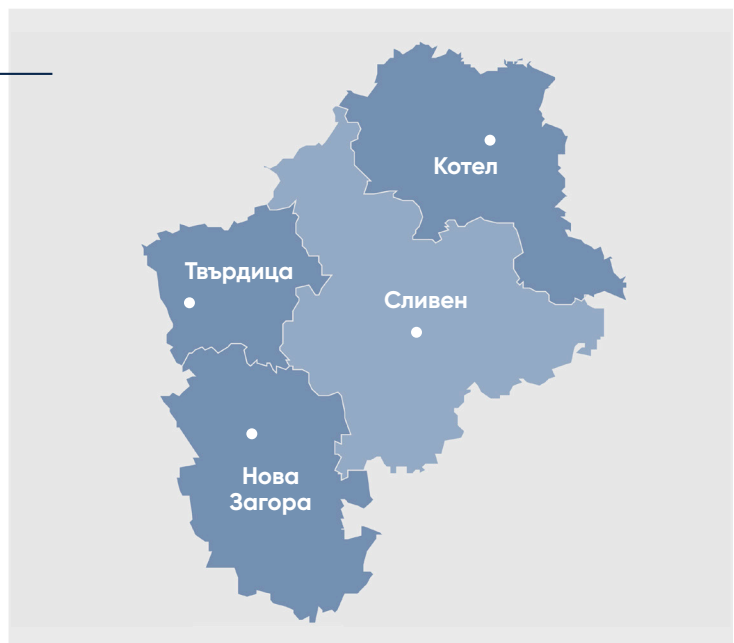 Котел
Твърдица
Сливен
Нова
Загора